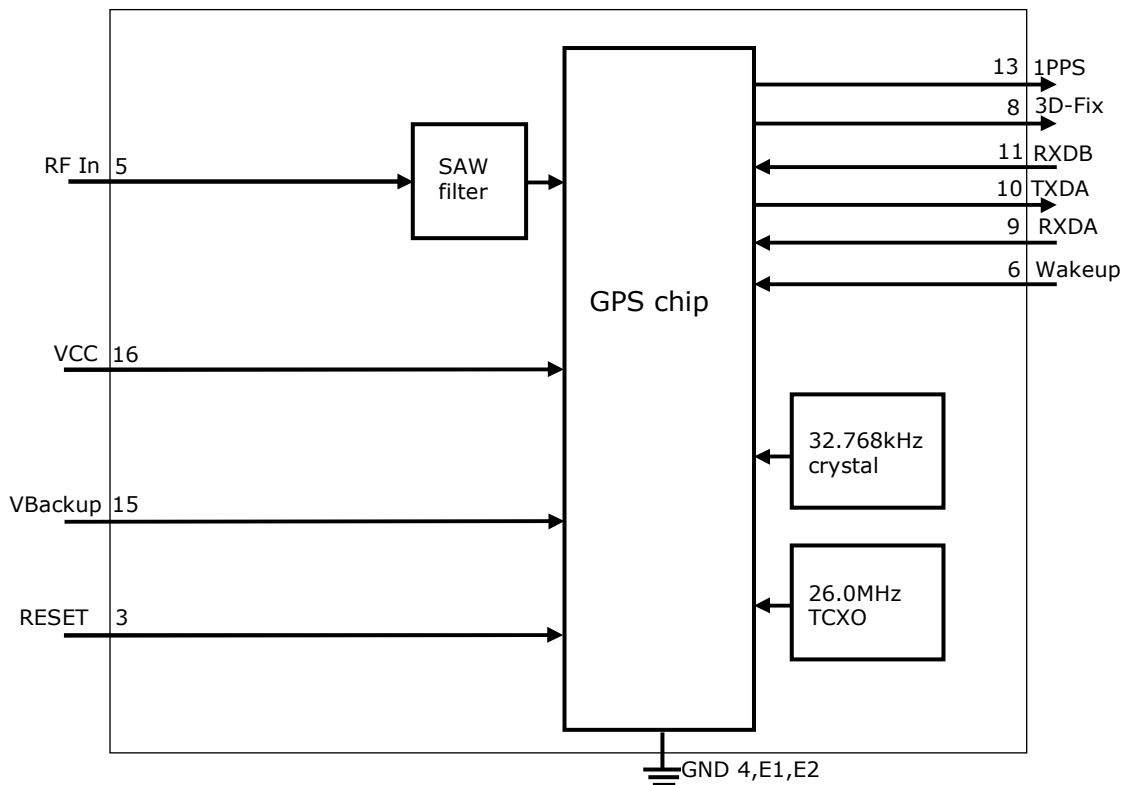 RF In 5
SAW
filter
VCC 16
VBackup 15
RESET 3
GPS chip
13 1PPS
8 3D-Fix
11 RXDB
10 TXDA
9 RXDA
6 Wakeup
32.768kHz
crystal
26.0MHz
TCXO
GND 4,E1,E2